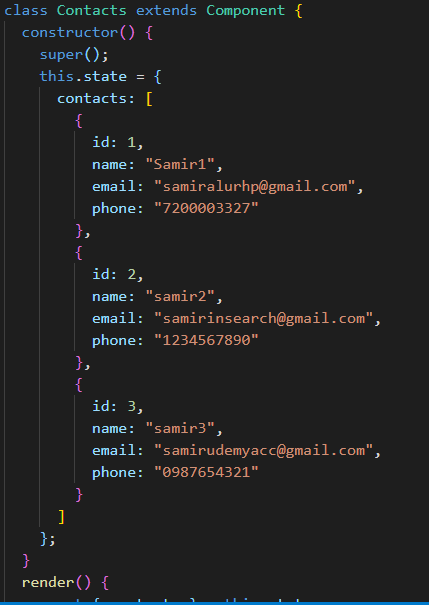 class Contacts extends Component {
constructor() {
super();
this.state = {
contacts: [
{
id: 1,
name: "Samir1",
email: "samiralurhp@gmail.com",
phone: "7200003327"
},
{
id: 2,
name: "samir2",
email: "samirinsearch@gmail.com",
phone: "1234567890"
},
{
id: 3,
name: "samir3",
email: "samirudemyacc@gmail.com",
phone: "0987654321"
}
]
};
}
render() {